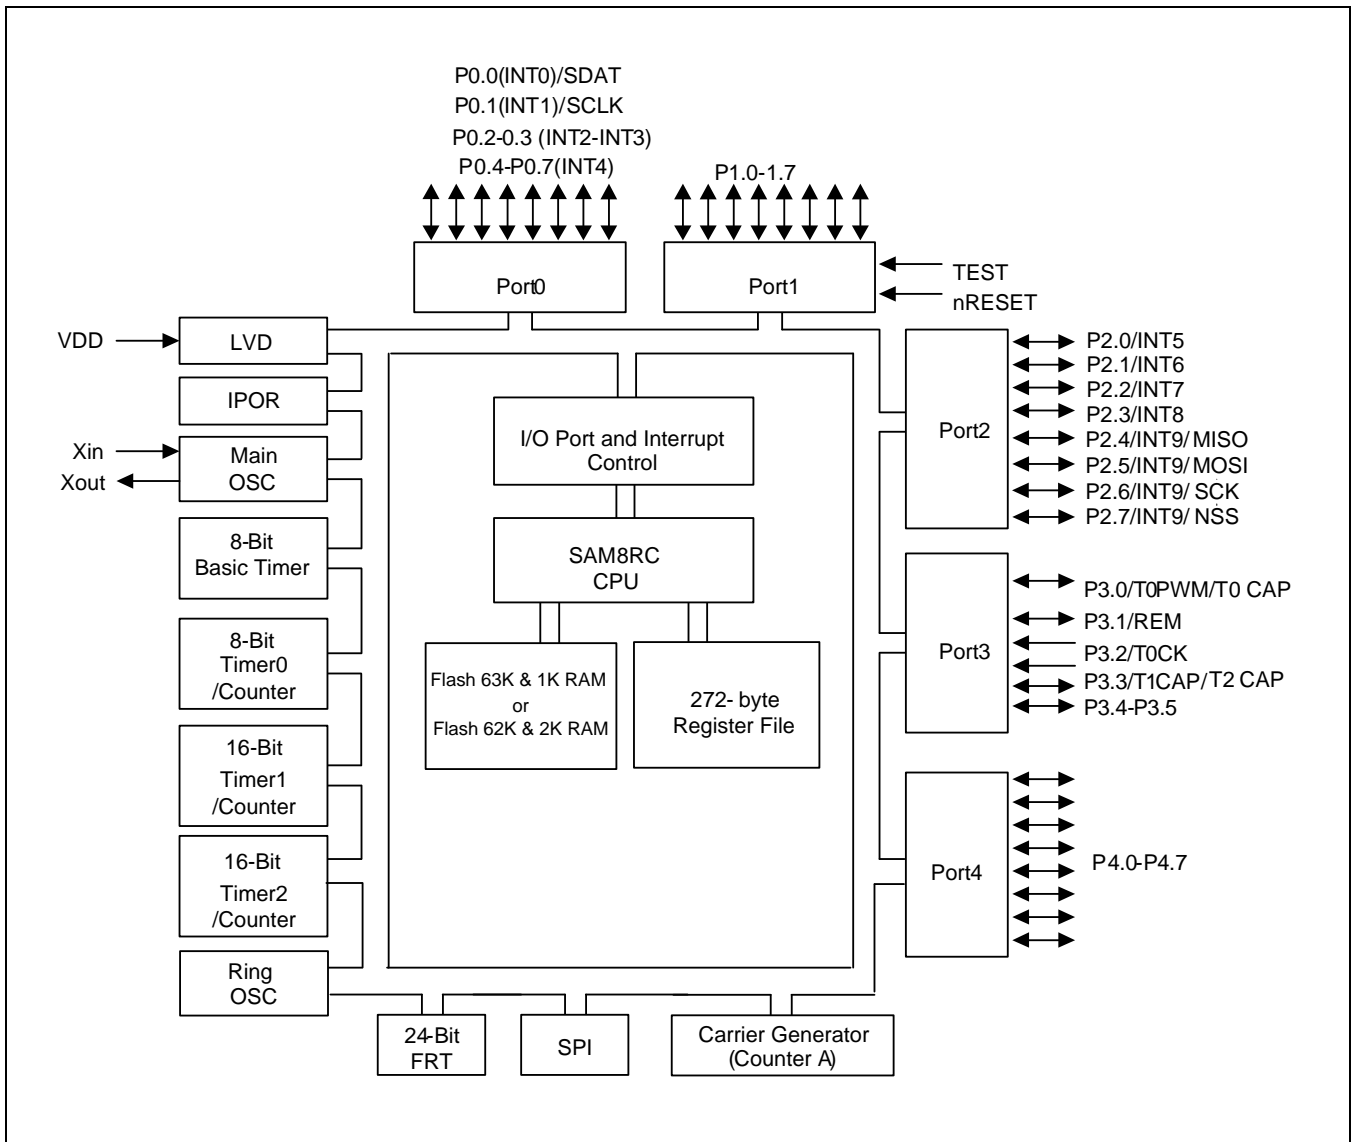 P0.0(INT0)/SDAT
P0.1(INT1)/SCLK
P0.2-0.3 (INT2-INT3)
P0.4-P0.7(INT4)
P1.0-1.7
Port0
Port1
TEST
nRESET
VDD
LVD
IPOR
Xin
Xout
Main
OSC
8-Bit
Basic Timer
8-Bit
Timer0
/Counter
16-Bit
Timer1
/Counter
16-Bit
Timer2
/Counter
Ring
OSC
I/O Port and Interrupt
Control
SAM8RC
CPU
Flash 63K & 1K RAM
or
Flash 62K & 2K RAM
272- byte
Register File
Port2
P2.0/INT5
P2.1/INT6
P2.2/INT7
P2.3/INT8
P2.4/INT9/ MISO
P2.5/INT9/ MOSI
P2.6/INT9/ SCK
P2.7/INT9/ NSS
Port3
P3.0/T0PWM/T0 CAP
P3.1/REM
P3.2/T0CK
P3.3/T1CAP/T2 CAP
P3.4-P3.5
Port4
P4.0-P4.7
24-Bit
FRT
SPI
Carrier Generator
(Counter A)